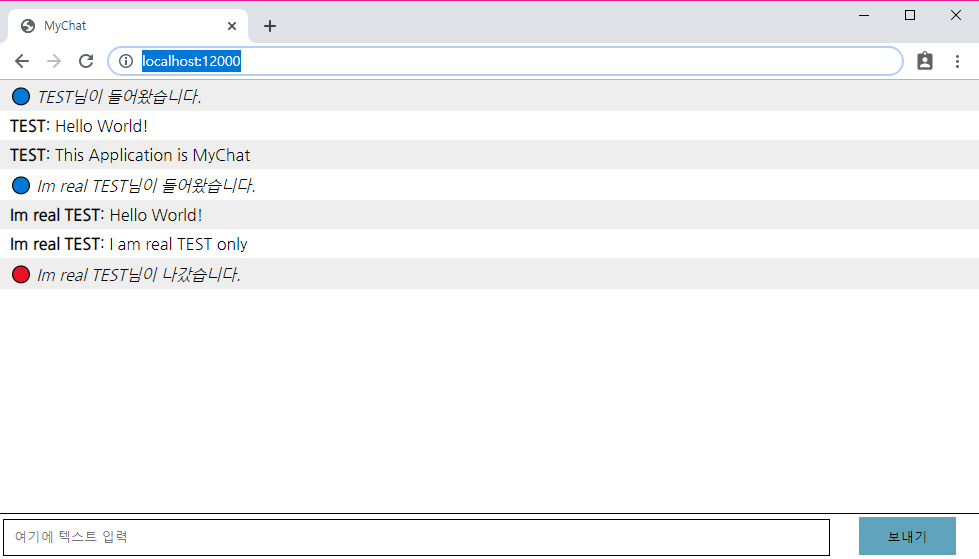 MyChat
localhost:12000
TEST님이 들어왔습니다.
TEST: Hello World!
TEST: This Application is MyChat
Im real TEST님이 들어왔습니다.
Im real TEST: Hello World!
Im real TEST: I am real TEST only
Im real TEST님이 나갔습니다.
여기에 텍스트 입력
보내기